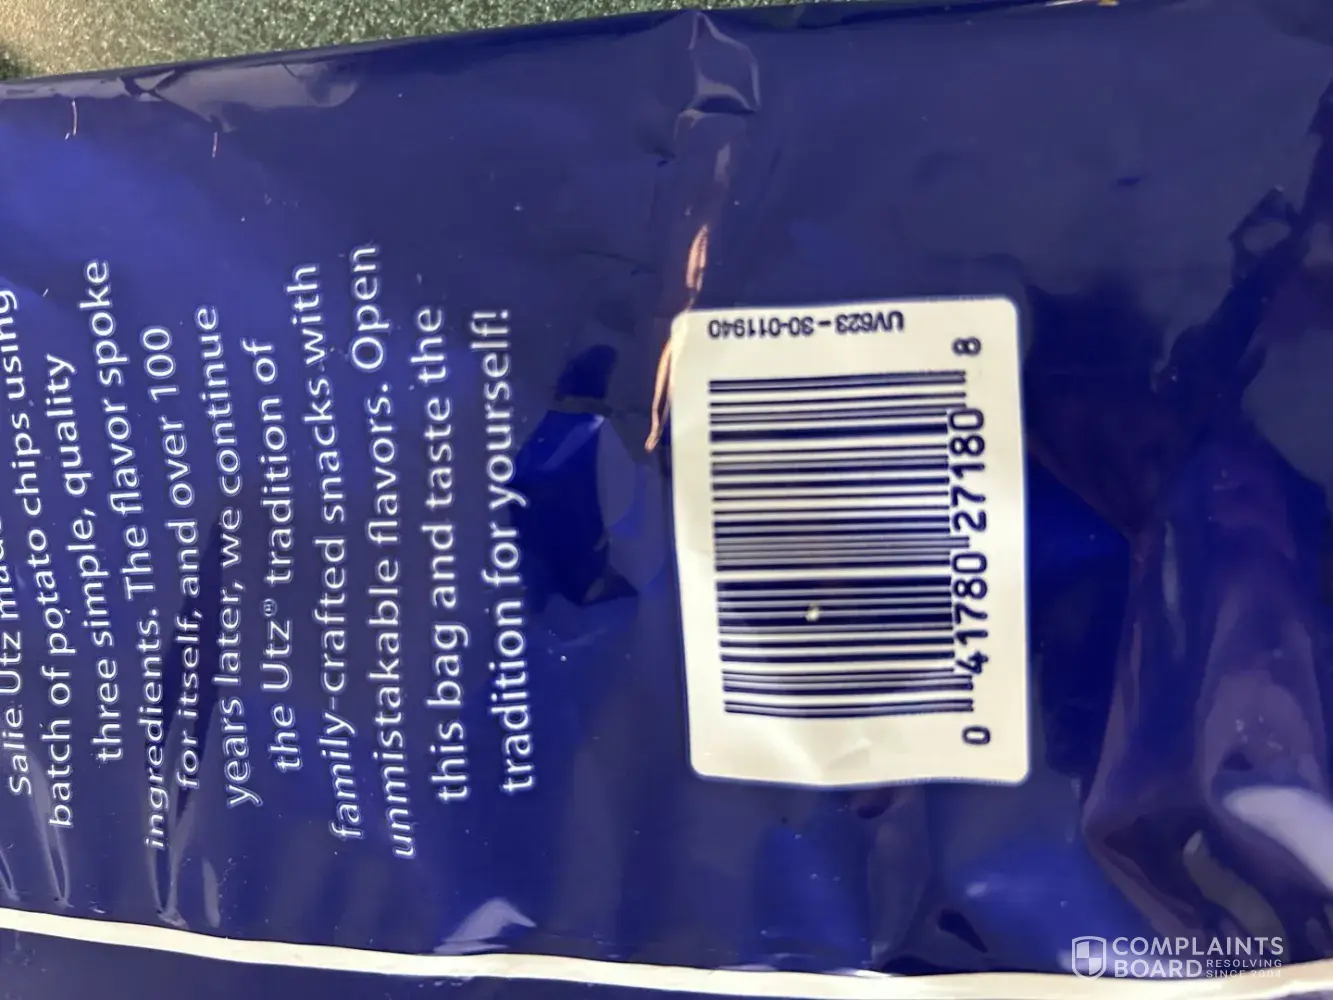 Salie Utz
chips using
batch of potato
three simple, quality
ingredients. The flavor spoke
for itself, and over 100
years later, we continue
the Utz® tradition of
family-crafted snacks with
unmistakable flavors. Open
this bag and taste the
tradition for yourself!
UV623-30-011940
0 41780 27180 8
COMPLAINTS
BOARD RESOLVING
SINCE 2004